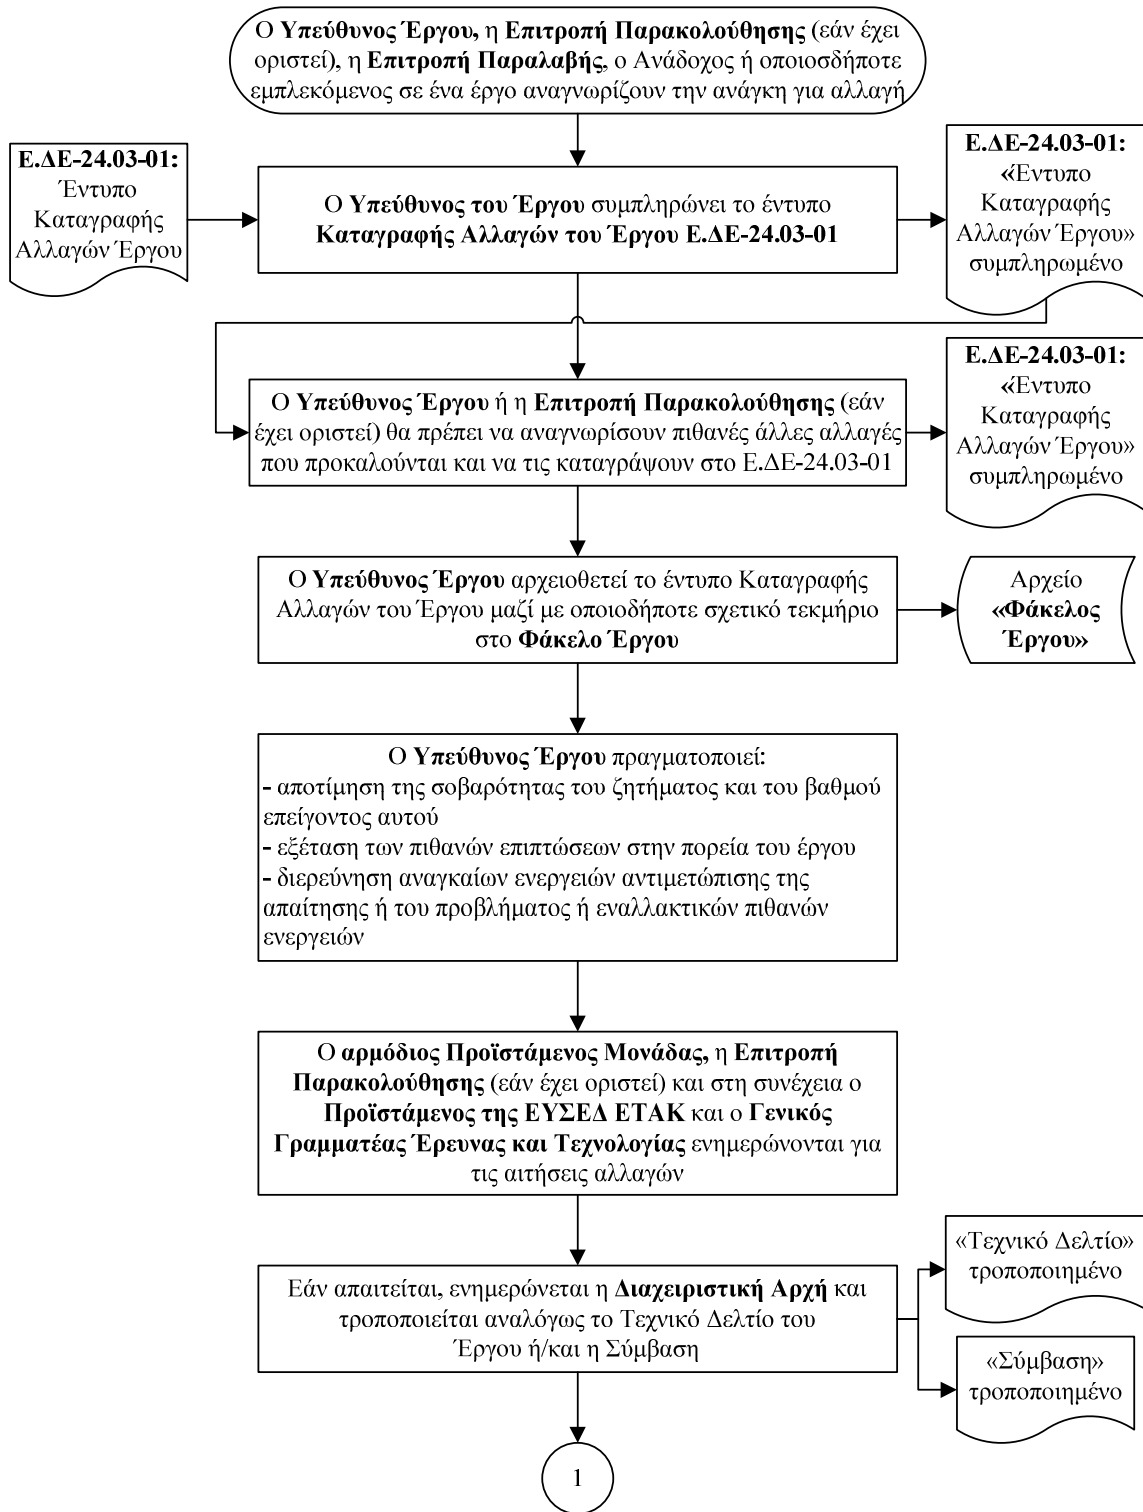 Ο Υπεύθυνος Έργου, η Επιτροπή Παρακολούθησης (εάν έχει
οριστεί), η Επιτροπή Παραλαβής, ο Ανάδοχος ή οποιοσδήποτε
εμπλεκόμενος σε ένα έργο αναγνωρίζουν την ανάγκη για αλλαγή
Ε.ΔΕ-24.03-01:
Έντυπο
Καταγραφής
Αλλαγών Έργου
Ο Υπεύθυνος του Έργου συμπληρώνει το έντυπο
Καταγραφής Αλλαγών του Έργου Ε.ΔΕ-24.03-01
Ε.ΔΕ-24.03-01:
«Έντυπο
Καταγραφής
Αλλαγών Έργου»
συμπληρωμένο
Ο Υπεύθυνος Έργου ή η Επιτροπή Παρακολούθησης (εάν
έχει οριστεί) θα πρέπει να αναγνωρίσουν πιθανές άλλες αλλαγές
που προκαλούνται και να τις καταγράψουν στο Ε.ΔΕ-24.03-01
Ε.ΔΕ-24.03-01:
«Έντυπο
Καταγραφής
Αλλαγών Έργου»
συμπληρωμένο
Ο Υπεύθυνος Έργου αρχειοθετεί το έντυπο Καταγραφής
Αλλαγών του Έργου μαζί με οποιοδήποτε σχετικό τεκμήριο
στο Φάκελο Έργου
Αρχείο
«Φάκελος
Έργου»
Ο Υπεύθυνος Έργου πραγματοποιεί:
- αποτίμηση της σοβαρότητας του ζητήματος και του βαθμού
επείγοντος αυτού
- εξέταση των πιθανών επιπτώσεων στην πορεία του έργου
- διερεύνηση αναγκαίων ενεργειών αντιμετώπισης της
απαίτησης ή του προβλήματος ή εναλλακτικών πιθανών
ενεργειών
Ο αρμόδιος Προϊστάμενος Μονάδας, η Επιτροπή
Παρακολούθησης (εάν έχει οριστεί) και στη συνέχεια ο
Προϊστάμενος της ΕΥΣΕΔ ΕΤΑΚ και ο Γενικός
Γραμματέας Έρευνας και Τεχνολογίας ενημερώνονται για
τις αιτήσεις αλλαγών
Εάν απαιτείται, ενημερώνεται η Διαχειριστική Αρχή και
τροποποιείται αναλόγως το Τεχνικό Δελτίο του
Έργου ή/και η Σύμβαση
«Τεχνικό Δελτίο»
τροποποιημένο
«Σύμβαση»
τροποποιημένο
1